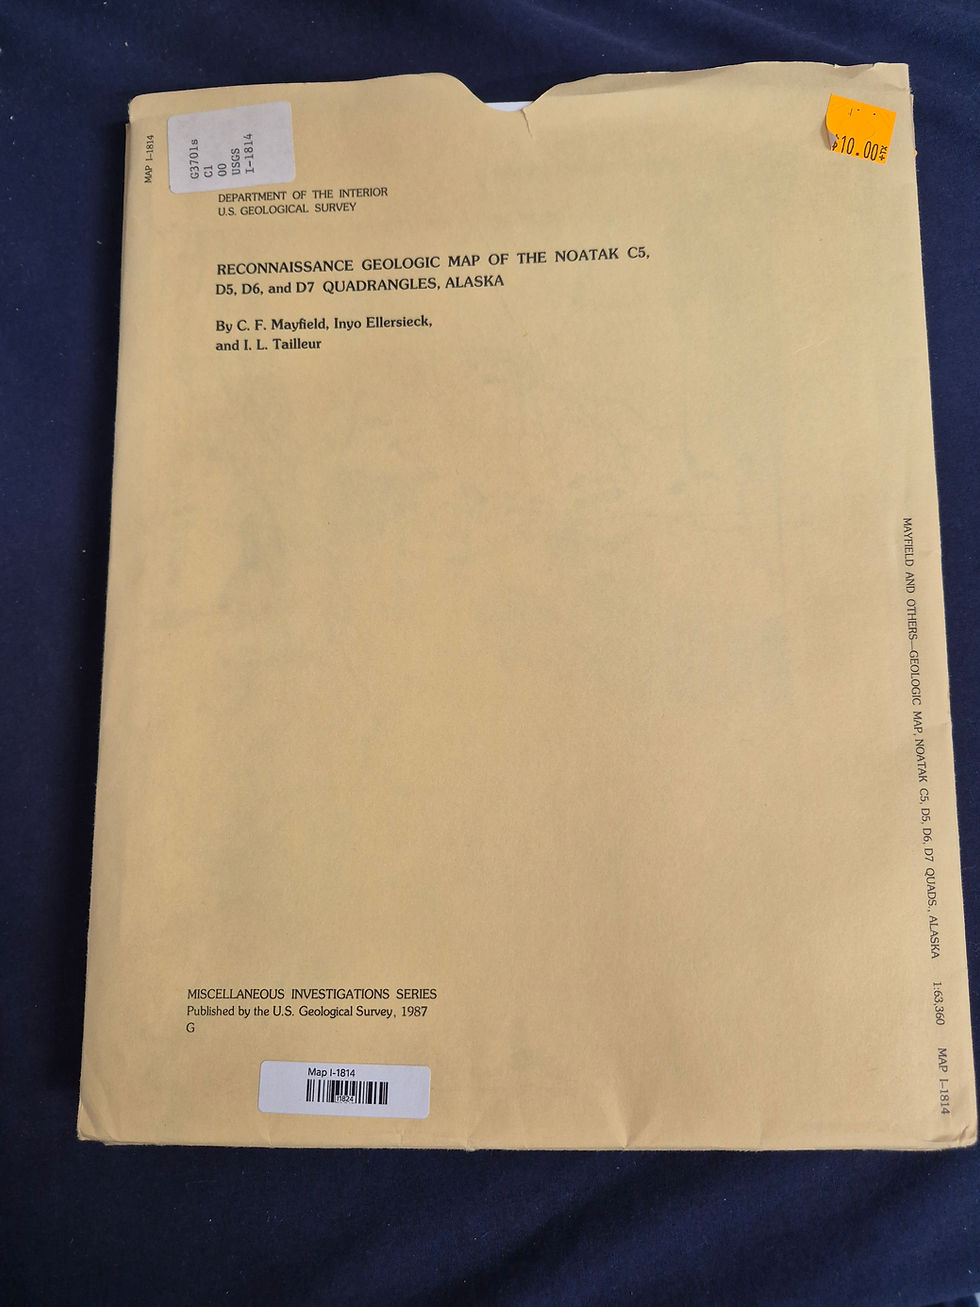 MAP I-1814
G3701s
C1
00
USGS
I-1814
$10.00
DEPARTMENT OF THE INTERIOR
U.S. GEOLOGICAL SURVEY
RECONNAISSANCE GEOLOGIC MAP OF THE NOATAK C5,
D5, D6, and D7 QUADRANGLES, ALASKA
By C. F. Mayfield, Inyo Ellersieck,
and I. L. Tailleur
MAYFIELD AND OTHERS—GEOLOGIC MAP, NOATAK C5, D5, D6, D7 QUADS., ALASKA 1:63,360 MAP I-1814
MISCELLANEOUS INVESTIGATIONS SERIES
Published by the U.S. Geological Survey, 1987
G
Map I-1814